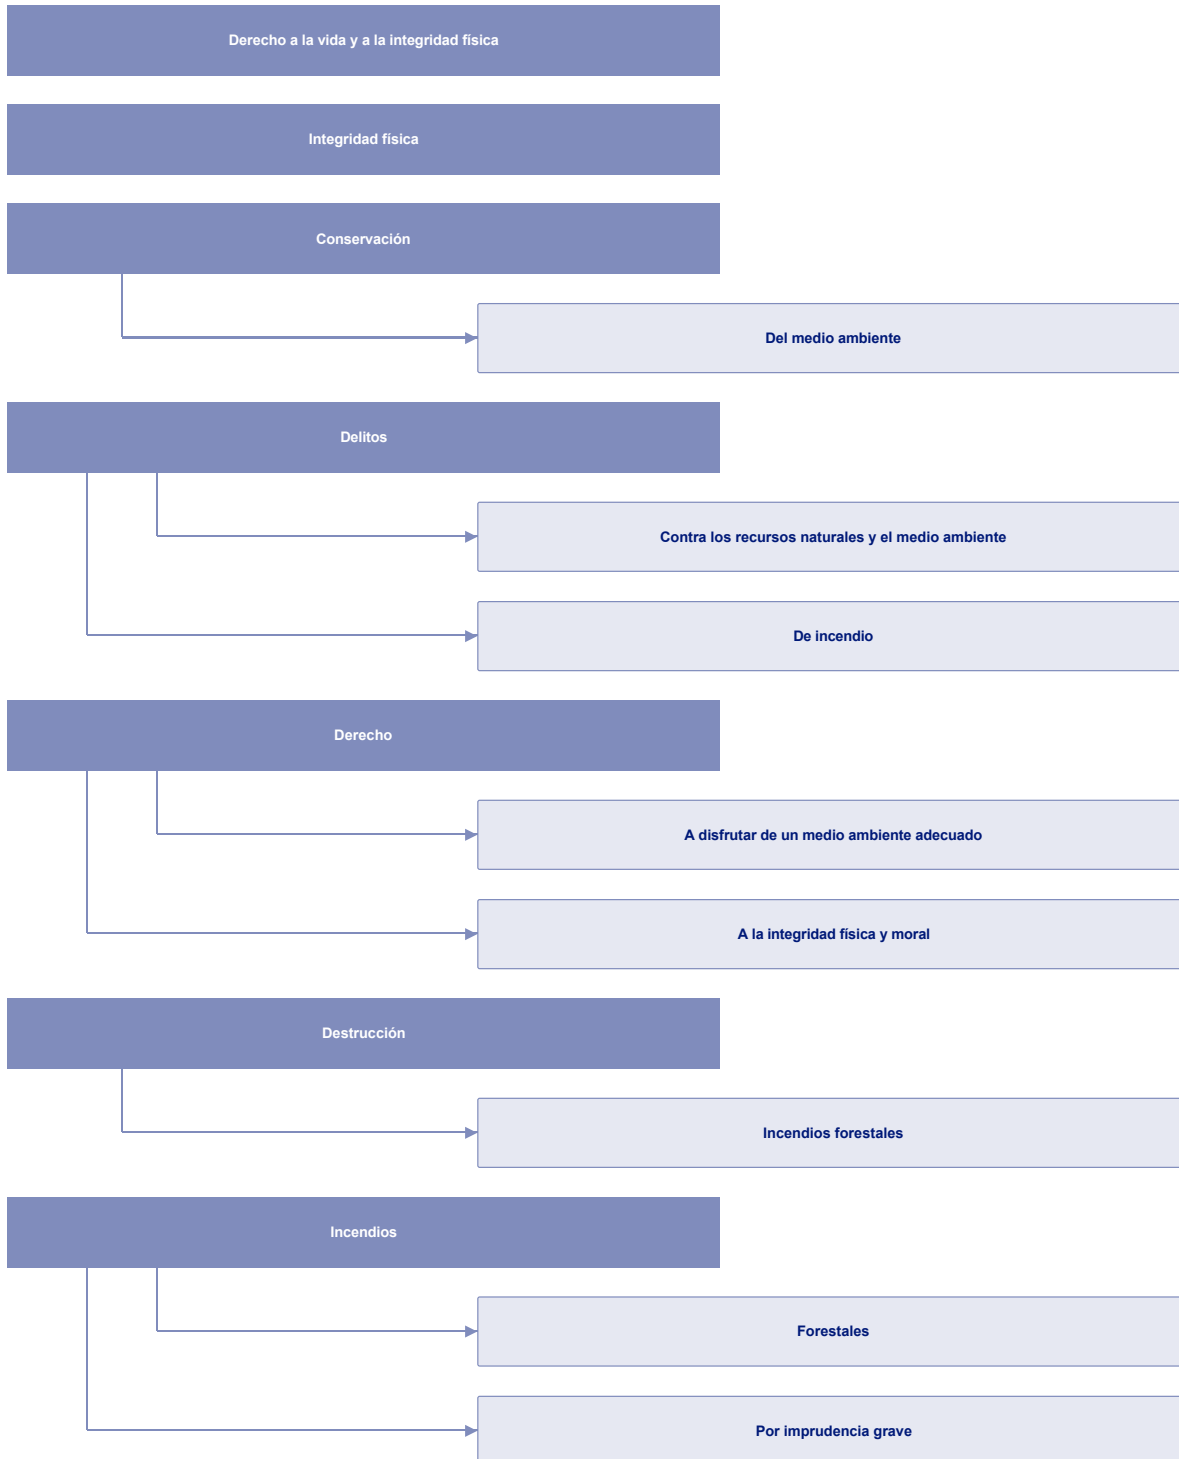 Derecho a la vida y a la integridad física
Integridad física
Conservación
Del medio ambiente
Delitos
Contra los recursos naturales y el medio ambiente
De incendio
Derecho
A disfrutar de un medio ambiente adecuado
A la integridad física y moral
Destrucción
Incendios forestales
Incendios
Forestales
Por imprudencia grave